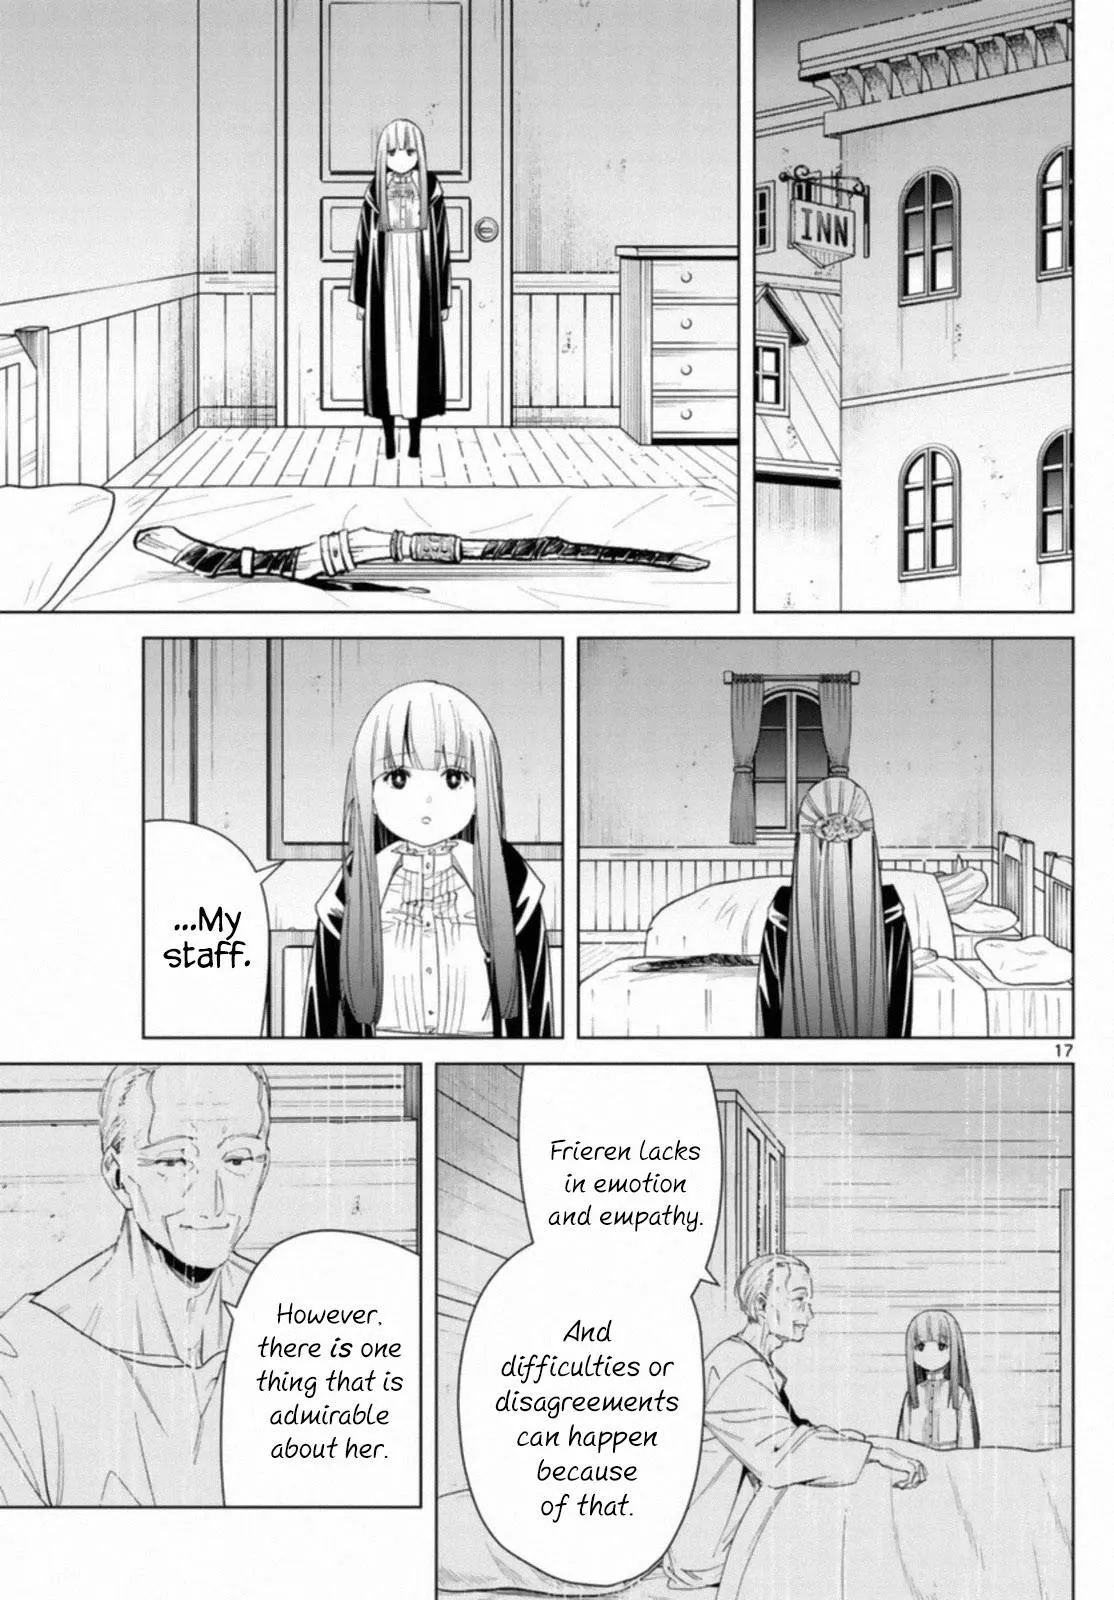 INN
...My
staff.
17
Frieren lacks
in emotion
and empathy.
And
difficulties or
disagreements
can happen
because
of that.
However,
there is one
thing that is
admirable
about her.